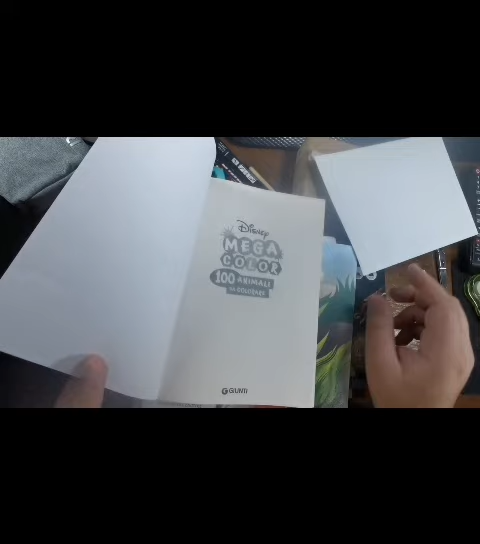 Disney
MEGA
COLOR
100 ANIMALI
DA COLORARE
GIUNTI